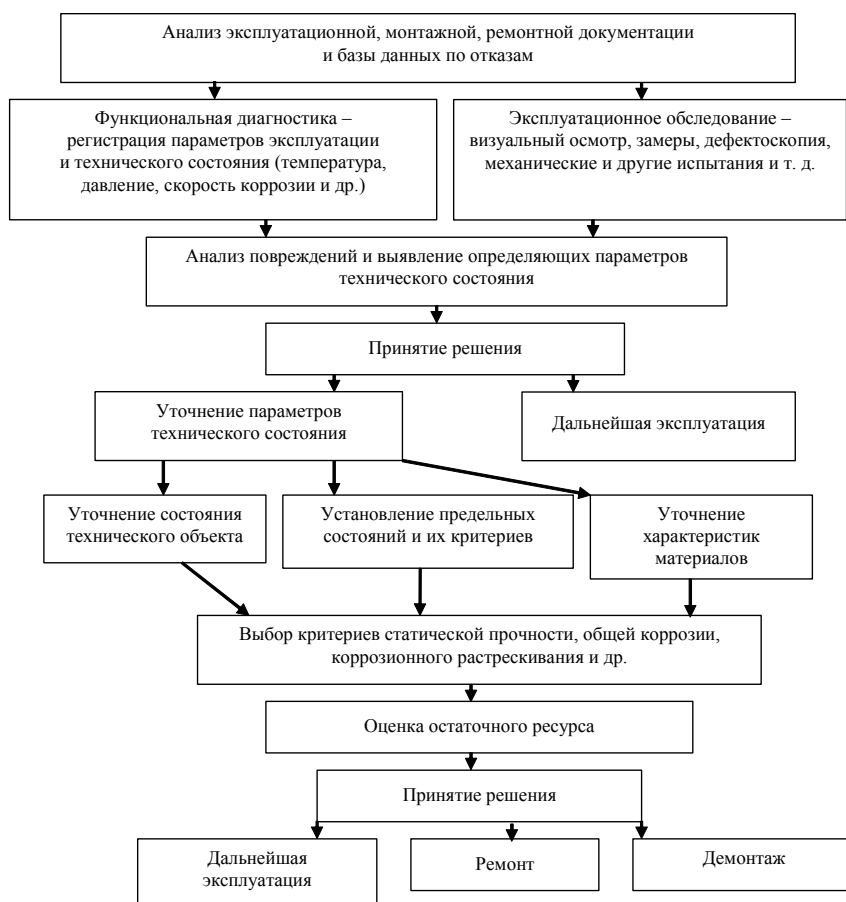 Анализ эксплуатационной, монтажной, ремонтной документации
и базы данных по отказам
Функциональная диагностика –
регистрация параметров эксплуатации
и технического состояния (температура,
давление, скорость коррозии и др.)
Эксплуатационное обследование –
визуальный осмотр, замеры, дефектоскопия,
механические и другие испытания и т. д.
Анализ повреждений и выявление определяющих параметров
технического состояния
Принятие решения
Уточнение параметров
технического состояния
Дальнейшая эксплуатация
Уточнение состояния
технического объекта
Установление предельных
состояний и их критериев
Уточнение
характеристик
материалов
Выбор критериев статической прочности, общей коррозии,
коррозионного растрескивания и др.
Оценка остаточного ресурса
Принятие решения
Дальнейшая
эксплуатация
Ремонт
Демонтаж